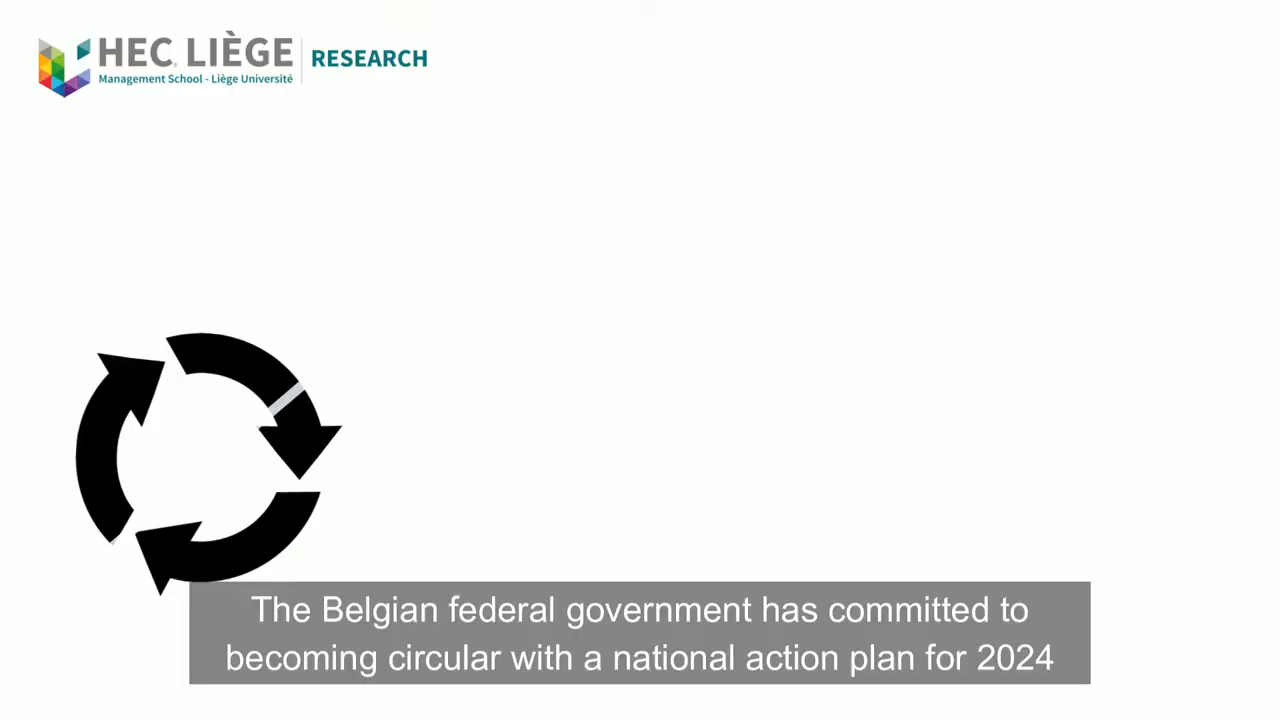 HEC LIÈGE
Management School - Liège Université
RESEARCH
The Belgian federal government has committed to
becoming circular with a national action plan for 2024